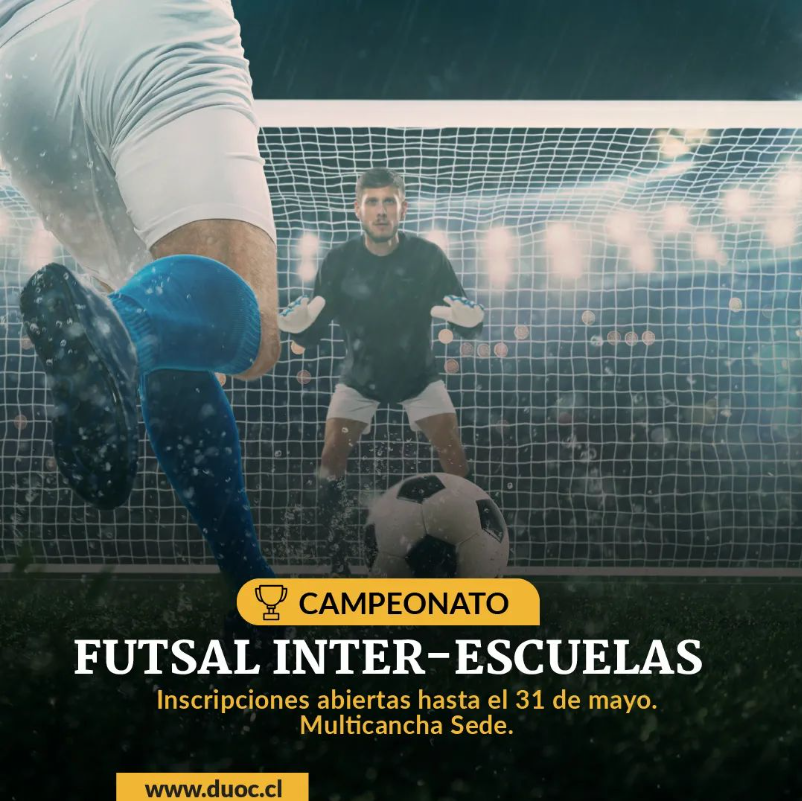 CAMPEONATO
FUTSAL INTER-ESCUELAS
Inscripciones abiertas hasta el 31 de mayo.
Multicancha Sede.
www.duoc.cl